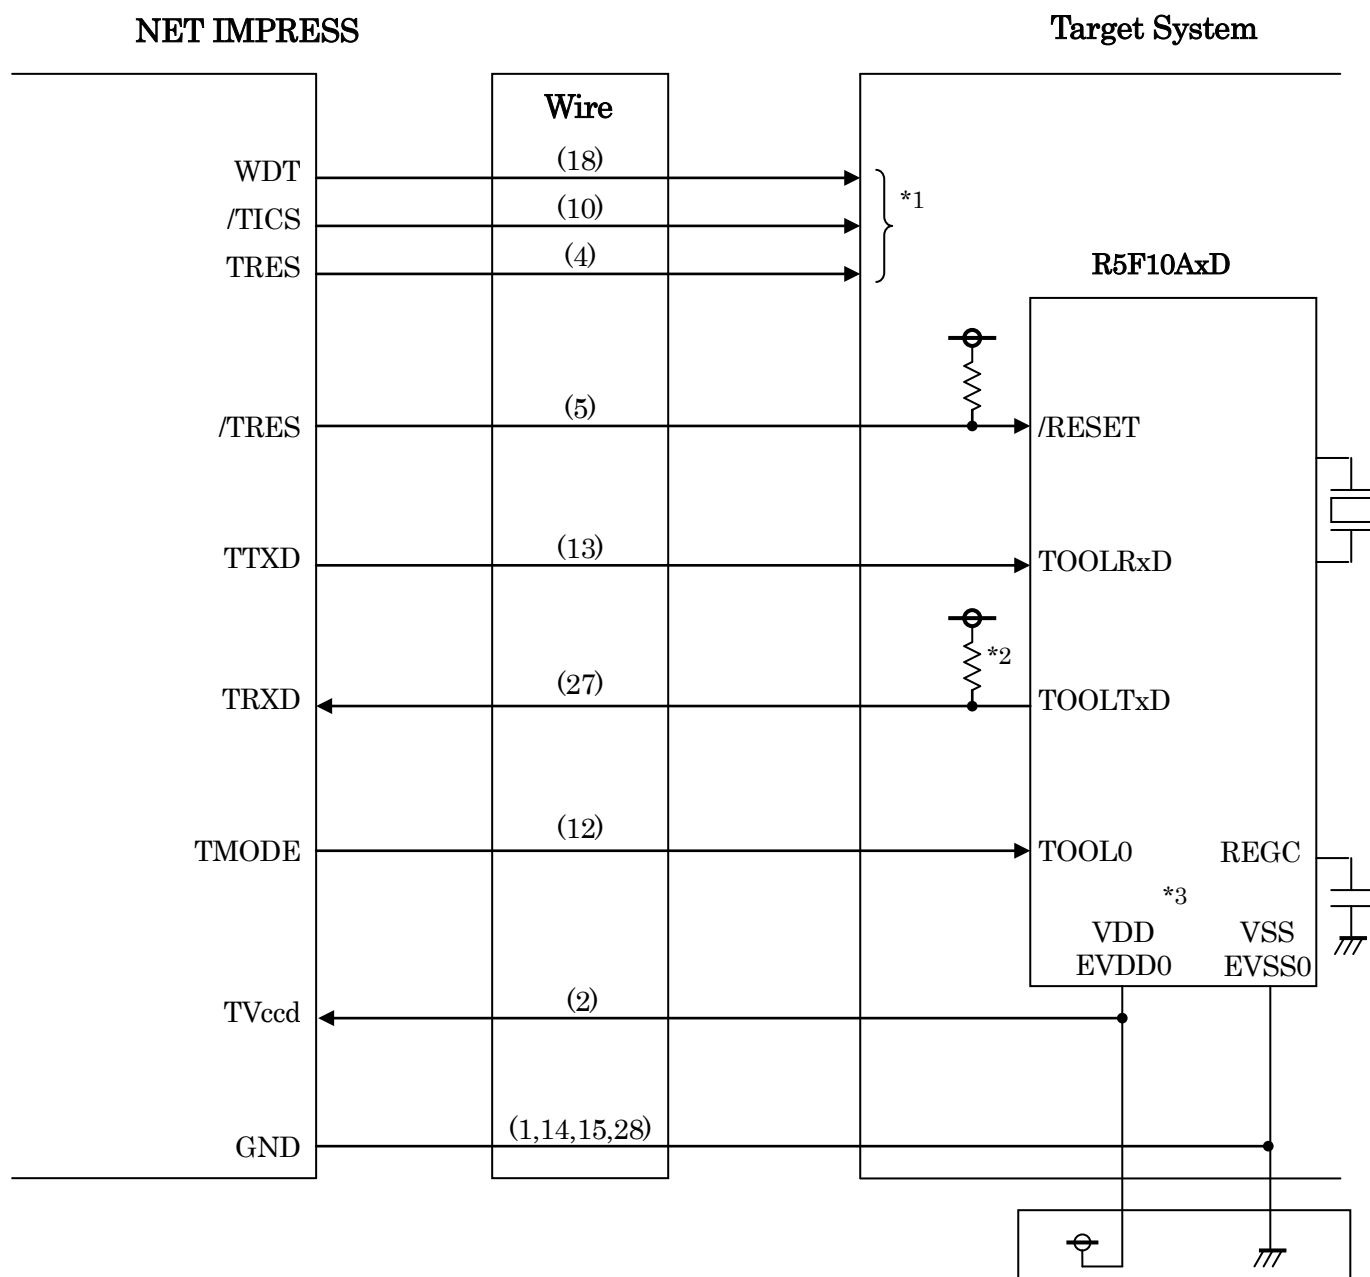 NET IMPRESS
Target System
Wire
WDT
(18)
*1
/TICS
(10)
TRES
(4)
R5F10AxD
/TRES
(5)
/RESET
TTXD
(13)
TOOLRxD
*2
TRXD
(27)
TOOLTxD
TMODE
(12)
TOOL0
REGC
*3
VDD
VSS
EVDD0
EVSS0
TVccd
(2)
GND
(1,14,15,28)